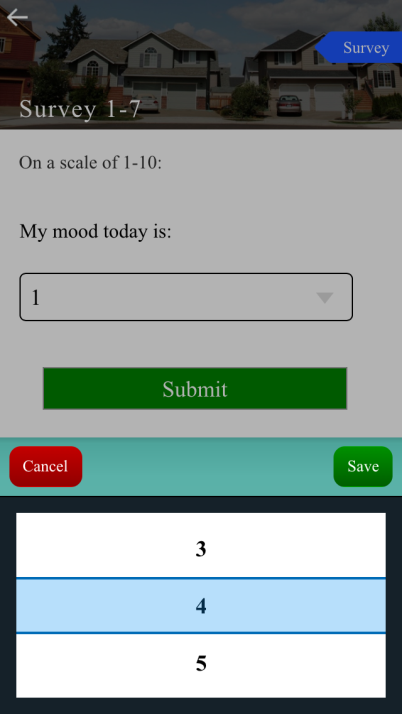 Survey
Survey 1-7
On a scale of 1-10:
My mood today is:
1
Submit
Cancel
Save
3
4
5